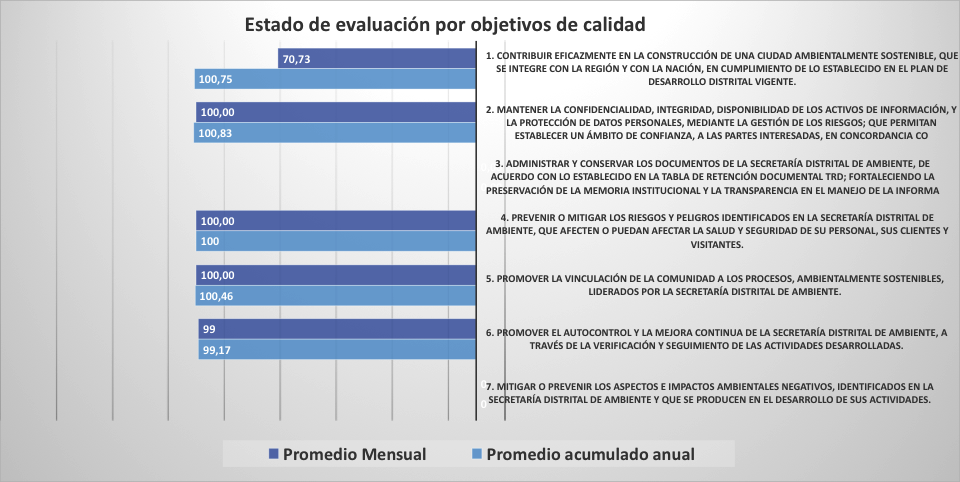 Estado de evaluación por objetivos de calidad
70,73
100,75
1. CONTRIBUIR EFICAZMENTE EN LA CONSTRUCCIÓN DE UNA CIUDAD AMBIENTALMENTE SOSTENIBLE, QUE
SE INTEGRE CON LA REGIÓN Y CON LA NACIÓN, EN CUMPLIMIENTO DE LO ESTABLECIDO EN EL PLAN DE
DESARROLLO DISTRITAL VIGENTE.
100,00
100,83
2. MANTENER LA CONFIDENCIALIDAD, INTEGRIDAD, DISPONIBILIDAD DE LOS ACTIVOS DE INFORMACIÓN, Y
LA PROTECCIÓN DE DATOS PERSONALES, MEDIANTE LA GESTIÓN DE LOS RIESGOS; QUE PERMITAN
ESTABLECER UN ÁMBITO DE CONFIANZA, A LAS PARTES INTERESADAS, EN CONCORDANCIA CO
3. ADMINISTRAR Y CONSERVAR LOS DOCUMENTOS DE LA SECRETARÍA DISTRITAL DE AMBIENTE, DE
ACUERDO CON LO ESTABLECIDO EN LA TABLA DE RETENCIÓN DOCUMENTAL TRD; FORTALECIENDO LA
PRESERVACIÓN DE LA MEMORIA INSTITUCIONAL Y LA TRANSPARENCIA EN EL MANEJO DE LA INFORMA
100,00
100
4. PREVENIR O MITIGAR LOS RIESGOS Y PELIGROS IDENTIFICADOS EN LA SECRETARÍA DISTRITAL DE
AMBIENTE, QUE AFECTEN O PUEDAN AFECTAR LA SALUD Y SEGURIDAD DE SU PERSONAL, SUS CLIENTES Y
VISITANTES.
100,00
100,46
5. PROMOVER LA VINCULACIÓN DE LA COMUNIDAD A LOS PROCESOS, AMBIENTALMENTE SOSTENIBLES,
LIDERADOS POR LA SECRETARÍA DISTRITAL DE AMBIENTE.
99
99,17
6. PROMOVER EL AUTOCONTROL Y LA MEJORA CONTINUA DE LA SECRETARÍA DISTRITAL DE AMBIENTE, A
TRAVÉS DE LA VERIFICACIÓN Y SEGUIMIENTO DE LAS ACTIVIDADES DESARROLLADAS.
0
0
7. MITIGAR O PREVENIR LOS ASPECTOS E IMPACTOS AMBIENTALES NEGATIVOS, IDENTIFICADOS EN LA
SECRETARÍA DISTRITAL DE AMBIENTE Y QUE SE PRODUCEN EN EL DESARROLLO DE SUS ACTIVIDADES.
Promedio Mensual
Promedio acumulado anual